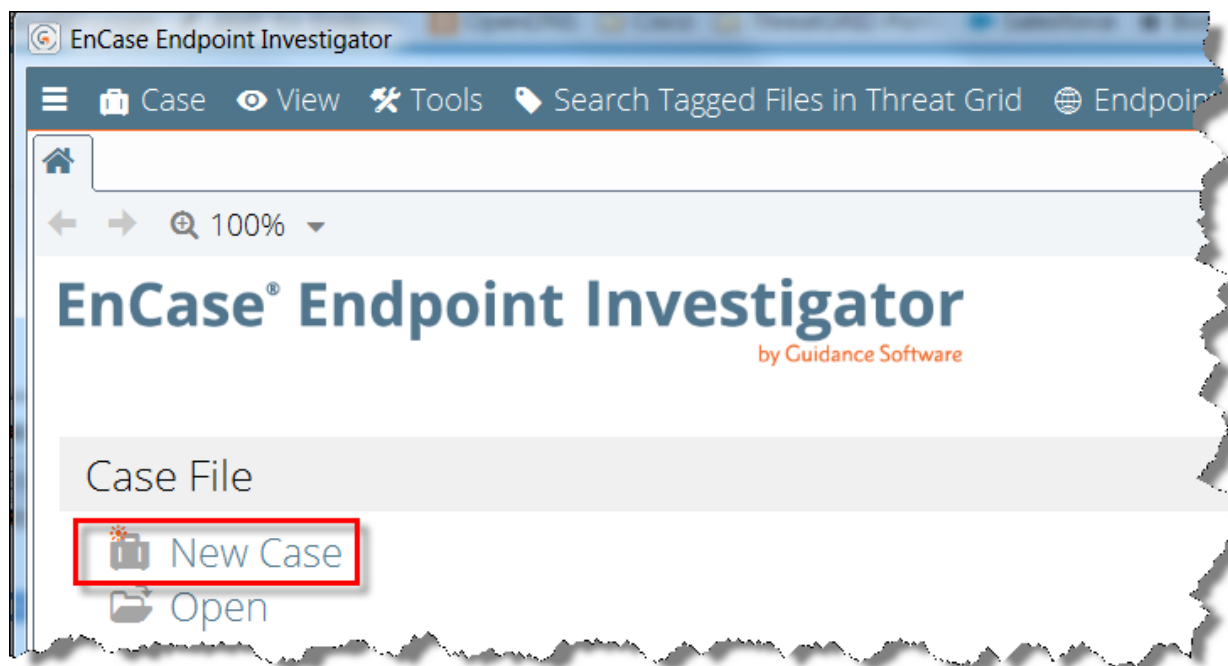 EnCase Endpoint Investigator
Case View Tools Search Tagged Files in Threat Grid
100%
EnCase® Endpoint Investigator
by Guidance Software
Case File
New Case
Open